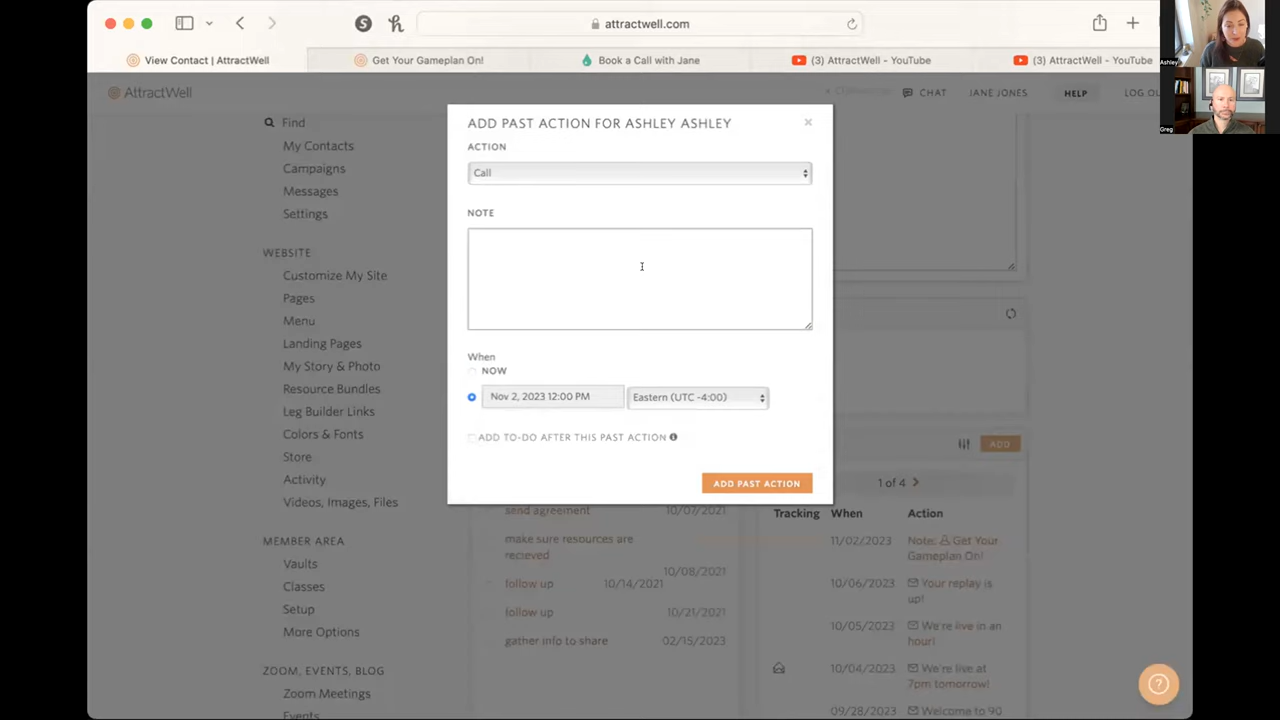 attractwell.com
View Contact | AttractWell
Get Your Gameplan On!
Book a Call with Jane
(3) AttractWell - YouTube
(3) AttractWell - YouTube
Ashley
Greg
AttractWell
CHAT
JANE JONES
HELP
LOG OU
Find
My Contacts
Campaigns
Messages
Settings
WEBSITE
Customize My Site
Pages
Menu
Landing Pages
My Story & Photo
Resource Bundles
Leg Builder Links
Colors & Fonts
Store
Activity
Videos, Images, Files
MEMBER AREA
Vaults
Classes
Setup
More Options
ZOOM, EVENTS, BLOG
Zoom Meetings
Events
ADD PAST ACTION FOR ASHLEY ASHLEY
ACTION
Call
NOTE
When
NOW
Nov 2, 2023 12:00 PM
Eastern (UTC -4:00)
ADD TO-DO AFTER THIS PAST ACTION
ADD PAST ACTION
send agreement 10/07/2021
make sure resources are
recieved
10/08/2021
follow up 10/14/2021
follow up 10/21/2021
gather info to share 02/15/2023
ADD
1 of 4
Tracking When Action
11/02/2023 Note: Get Your
Gameplan On!
10/06/2023 Your replay is
up!
10/05/2023 We're live in an
hour!
10/04/2023 We're live at
7pm tomorrow!
09/28/2023 Welcome to 90